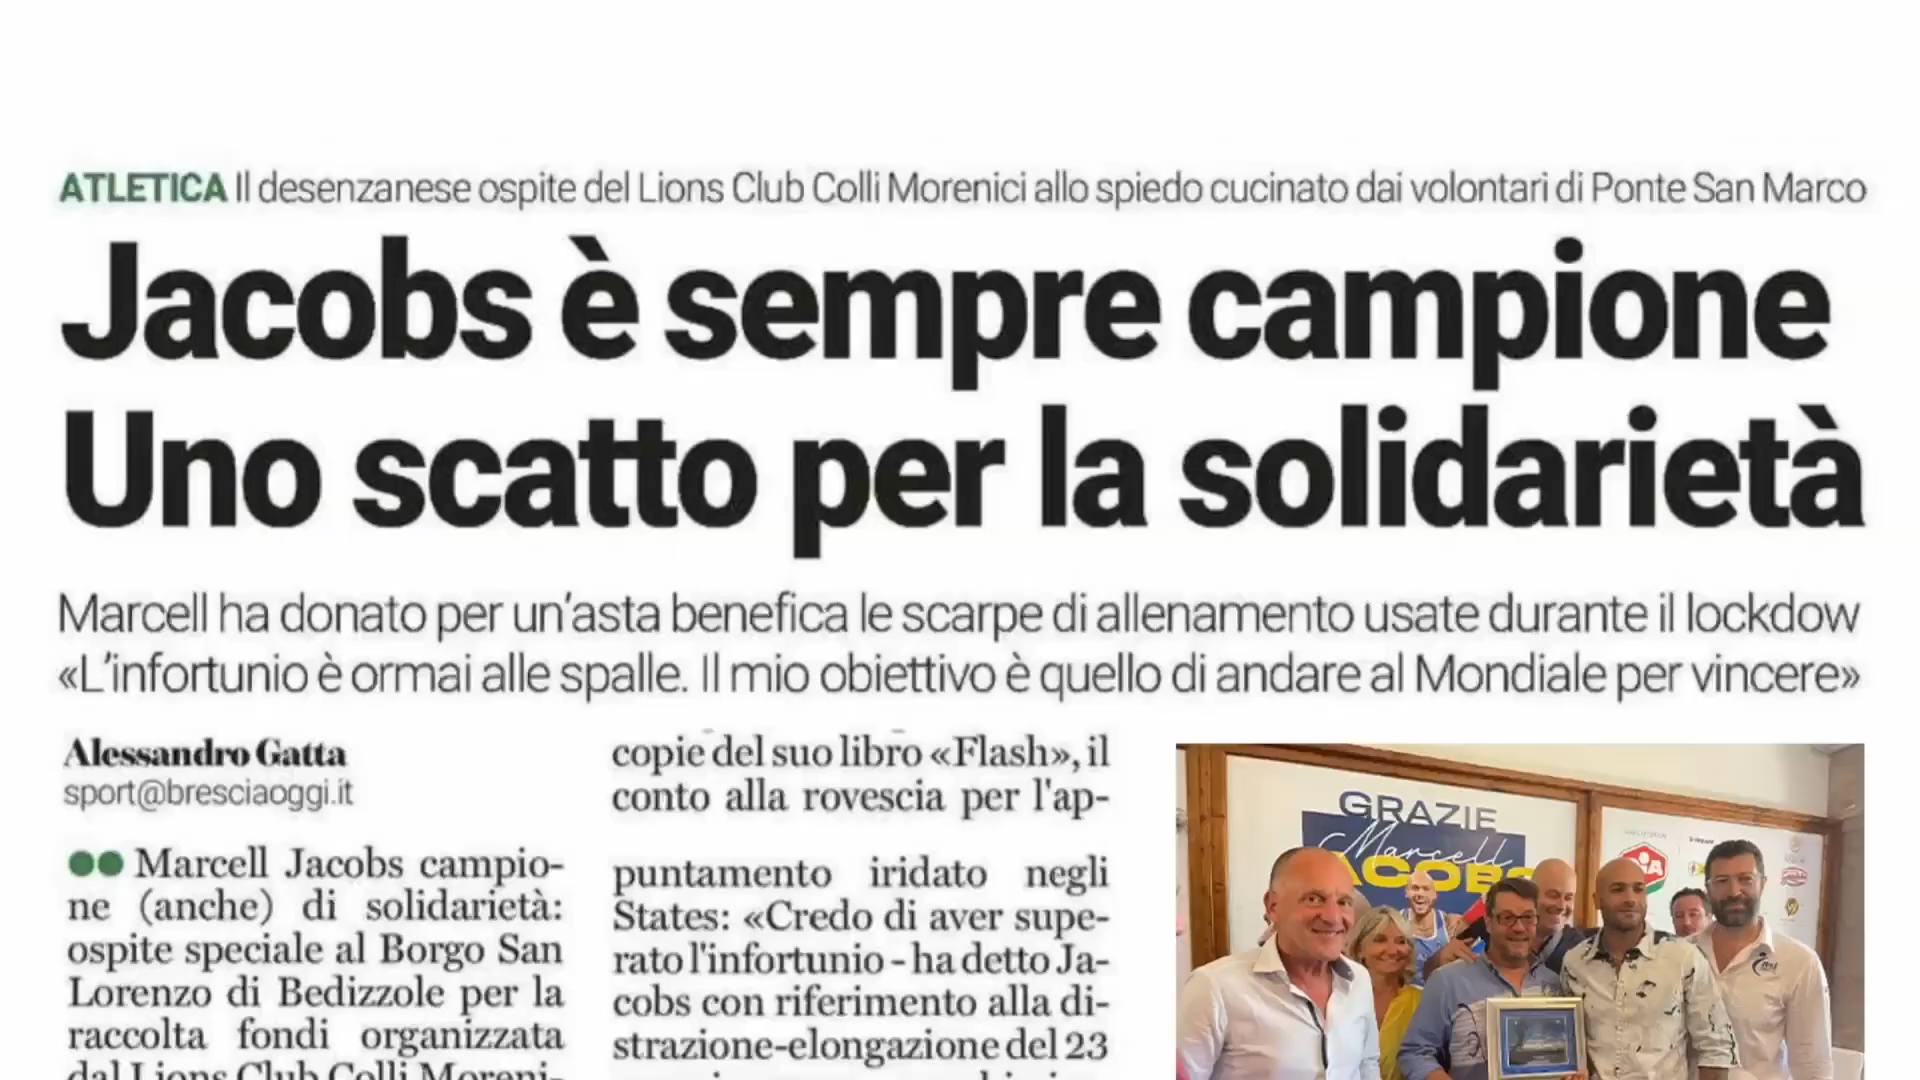 ATLETICA Il desenzanese ospite del Lions Club Colli Morenici allo spiedo cucinato dai volontari di Ponte San Marco
Jacobs è sempre campione
Uno scatto per la solidarietà
Marcell ha donato per un'asta benefica le scarpe di allenamento usate durante il lockdow
«L'infortunio è ormai alle spalle. Il mio obiettivo è quello di andare al Mondiale per vincere»
Alessandro Gatta
sport@bresciaoggi.it
Marcell Jacobs campio-
ne (anche) di solidarietà:
ospite speciale al Borgo San
Lorenzo di Bedizzole per la
raccolta fondi organizzata
dal Lions Club Colli Moreni-
copie del suo libro «Flash», il
conto alla rovescia per l'ap-
puntamento iridato negli
States: «Credo di aver supe-
rato l'infortunio - ha detto Ja-
cobs con riferimento alla di-
strazione-elongazione del 23
GRAZIE
Marcell
JACOBS